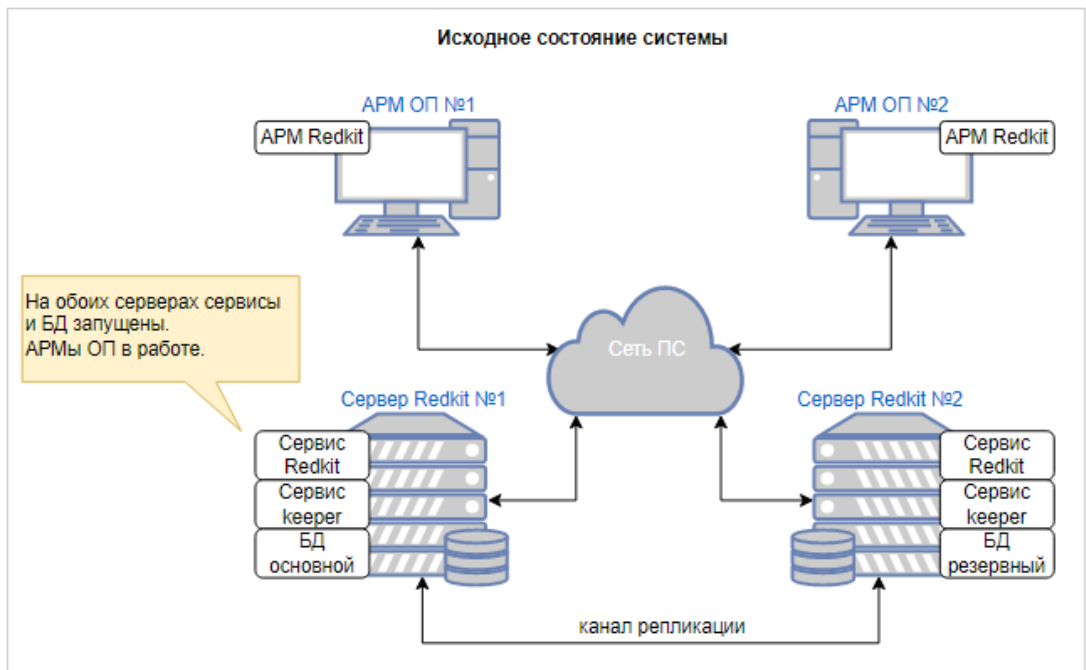 Исходное состояние системы
АРМ ОП №1
АРМ ОП №2
АРМ Redkit
АРМ Redkit
На обоих серверах сервисы
и БД запущены.
АРМы ОП в работе.
Сеть ПС
Сервер Redkit №1
Сервер Redkit №2
Сервис
Redkit
Сервис
keeper
БД
основной
Сервис
Redkit
Сервис
keeper
БД
резервный
канал репликации